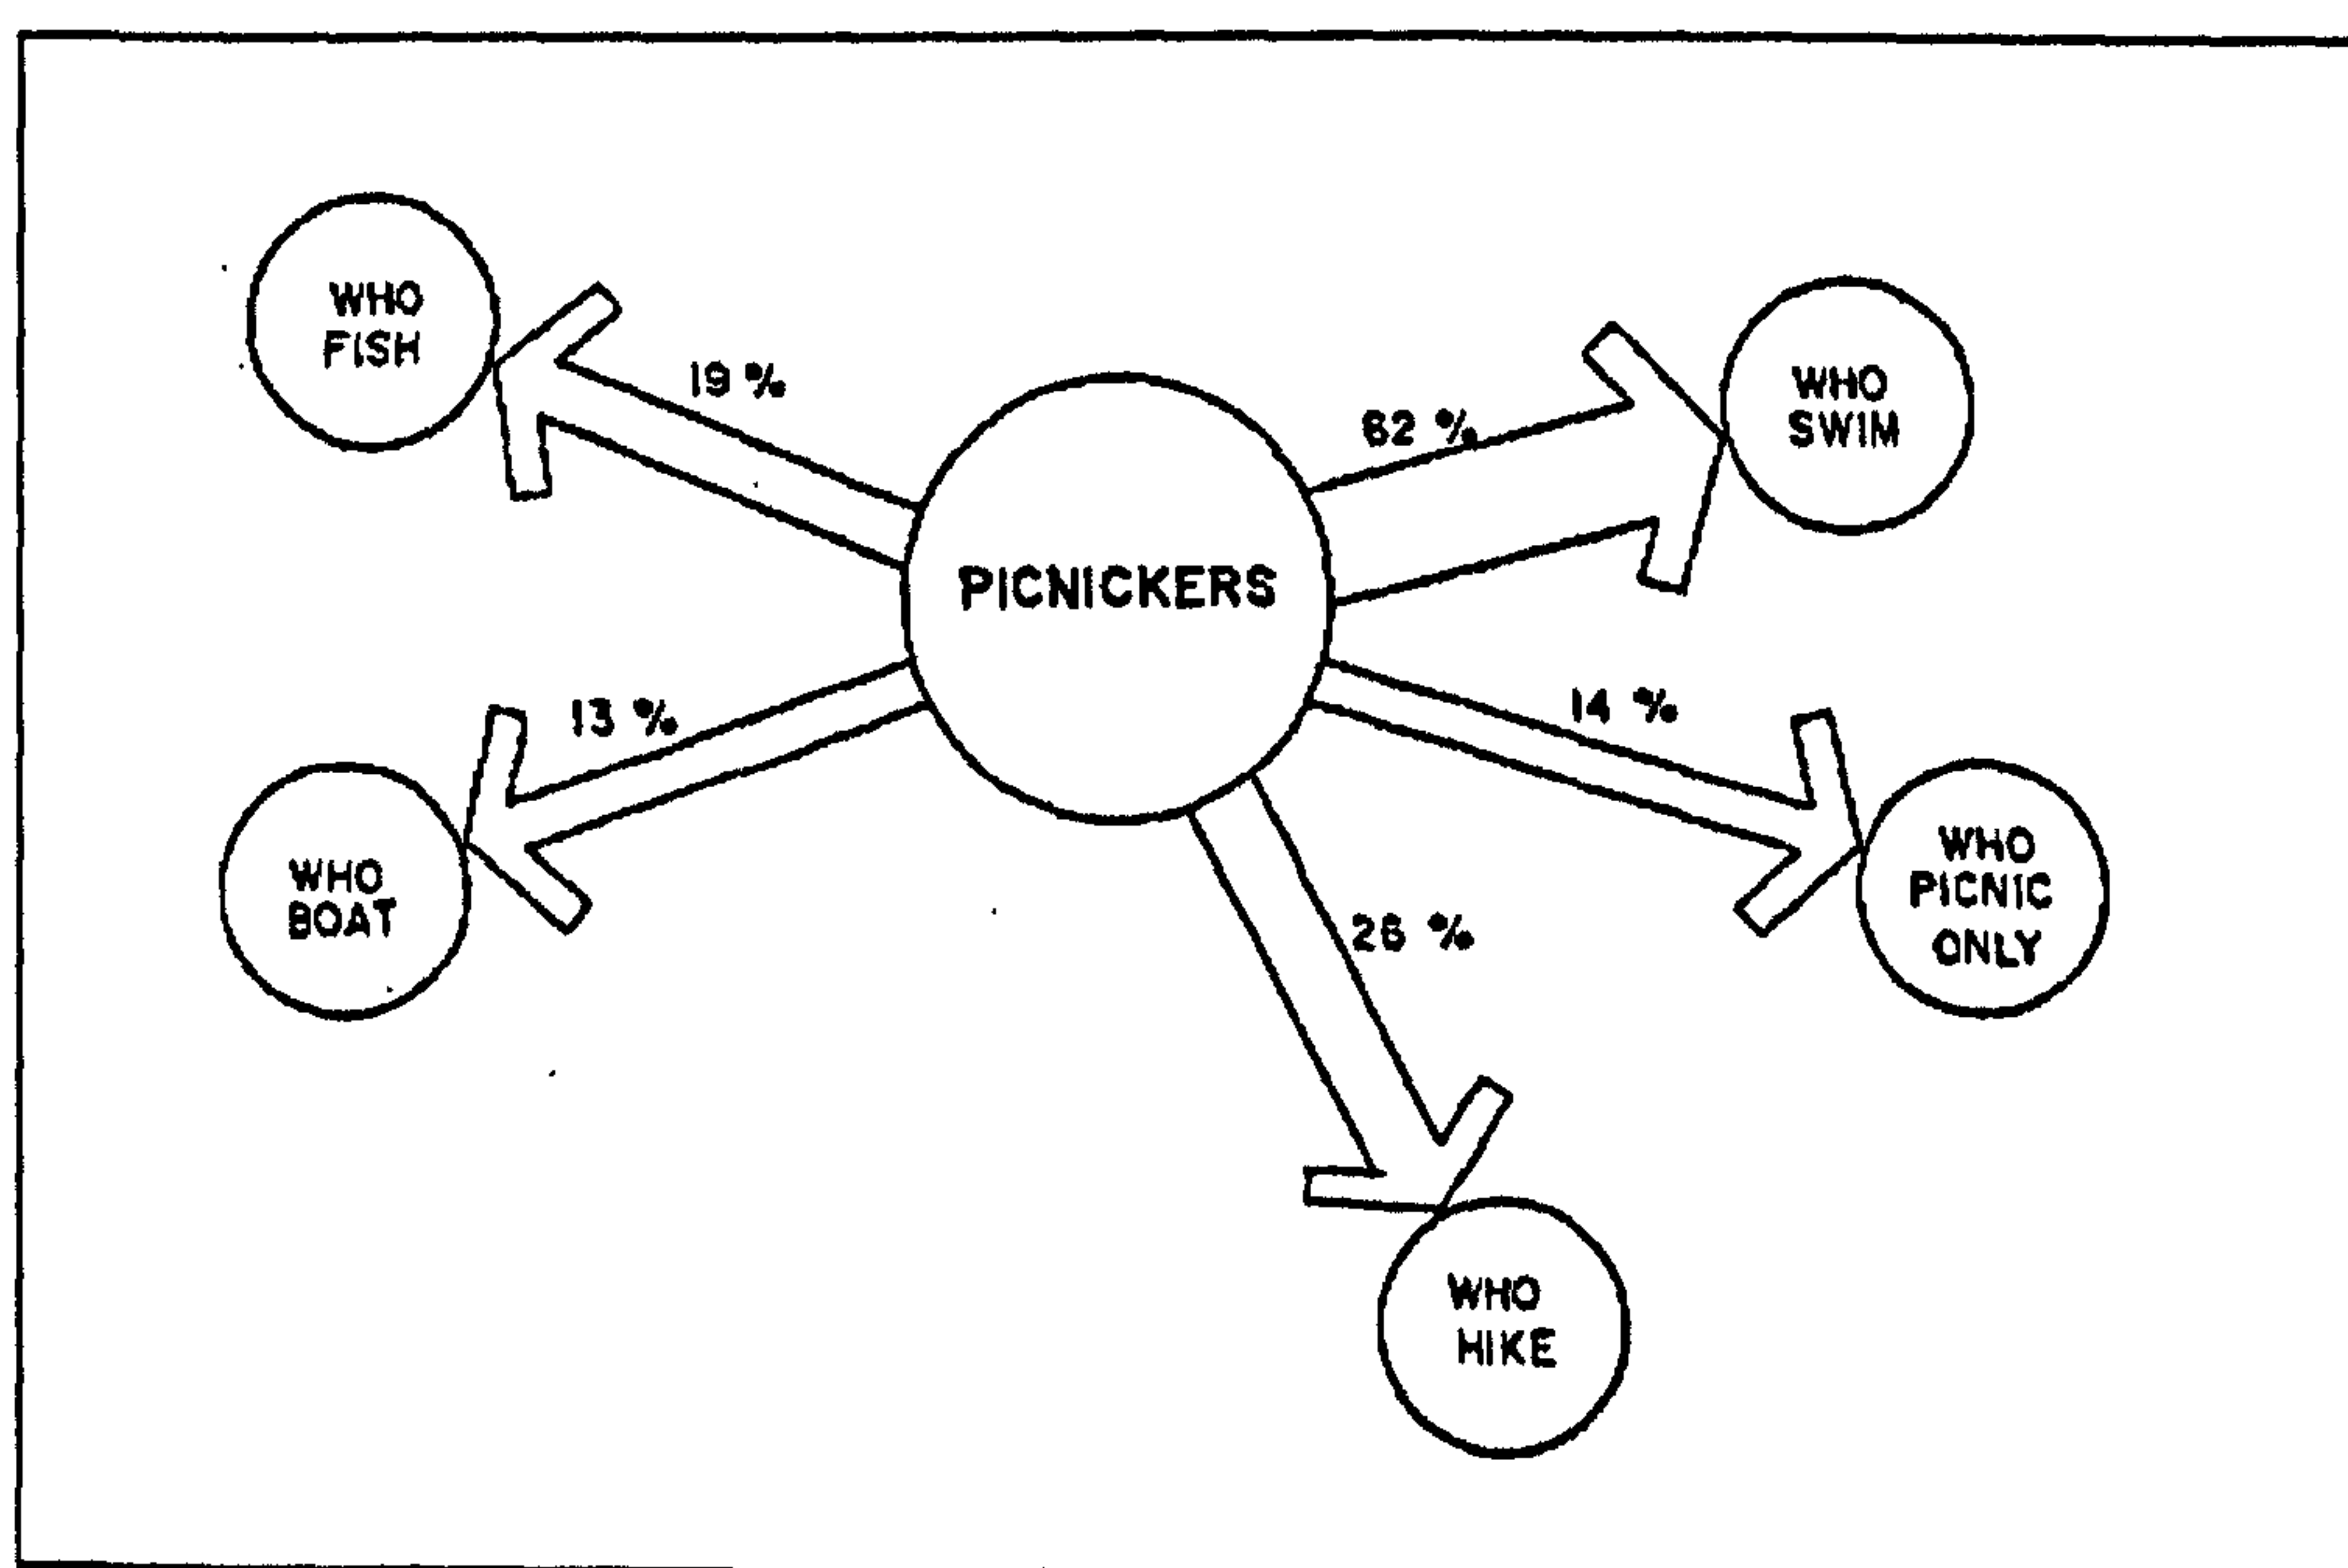 WHO
FISH
19 %
62 %
WHO
SWIM
PICNICKERS
13 %
14 %
WHO
BOAT
WHO
PICNIC
ONLY
26 %
WHO
HIKE